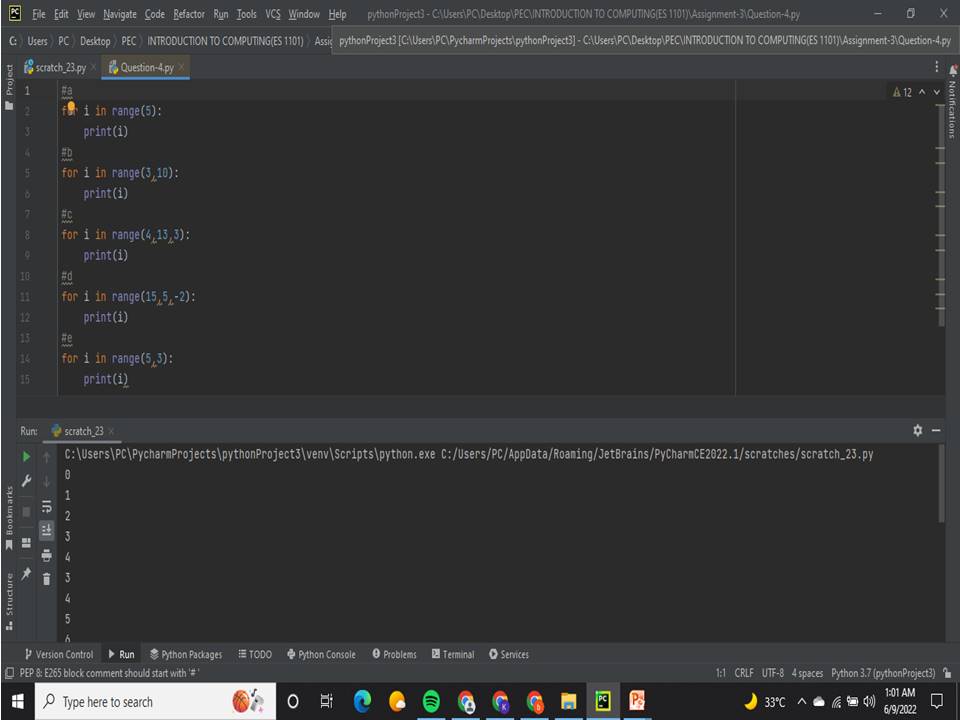 PC File Edit View Navigate Code Refactor Run Tools VCS Window Help pythonProject3 - C:\Users\PC\Desktop\PEC\INTRODUCTION TO COMPUTING(ES 1101)\Assignment-3\Question-4.py
C: Users PC Desktop PEC INTRODUCTION TO COMPUTING(ES 1101) Assig
pythonProject3 [C:\Users\PC\PycharmProjects\pythonProject3] - C:\Users\PC\Desktop\PEC\INTRODUCTION TO COMPUTING(ES 1101)\Assignment-3\Question-4.py
Project
scratch_23.py Question-4.py
Notifications
12
1 #a
2 for i in range(5):
3 print(i)
4 #b
5 for i in range(3,10):
6 print(i)
7 #c
8 for i in range(4,13,3):
9 print(i)
10 #d
11 for i in range(15,5,-2):
12 print(i)
13 #e
14 for i in range(5,3):
15 print(i)
Run: scratch_23
C:\Users\PC\PycharmProjects\pythonProject3\venv\Scripts\python.exe C:/Users/PC/AppData/Roaming/JetBrains/PyCharmCE2022.1/scratches/scratch_23.py
0
1
2
3
4
3
4
5
6
Bookmarks
Structure
Version Control Run Python Packages TODO Python Console Problems Terminal Services
PEP 8: E265 block comment should start with '# ' 1:1 CRLF UTF-8 4 spaces Python 3.7 (pythonProject3)
Type here to search
33°C
1:01 AM
6/9/2022